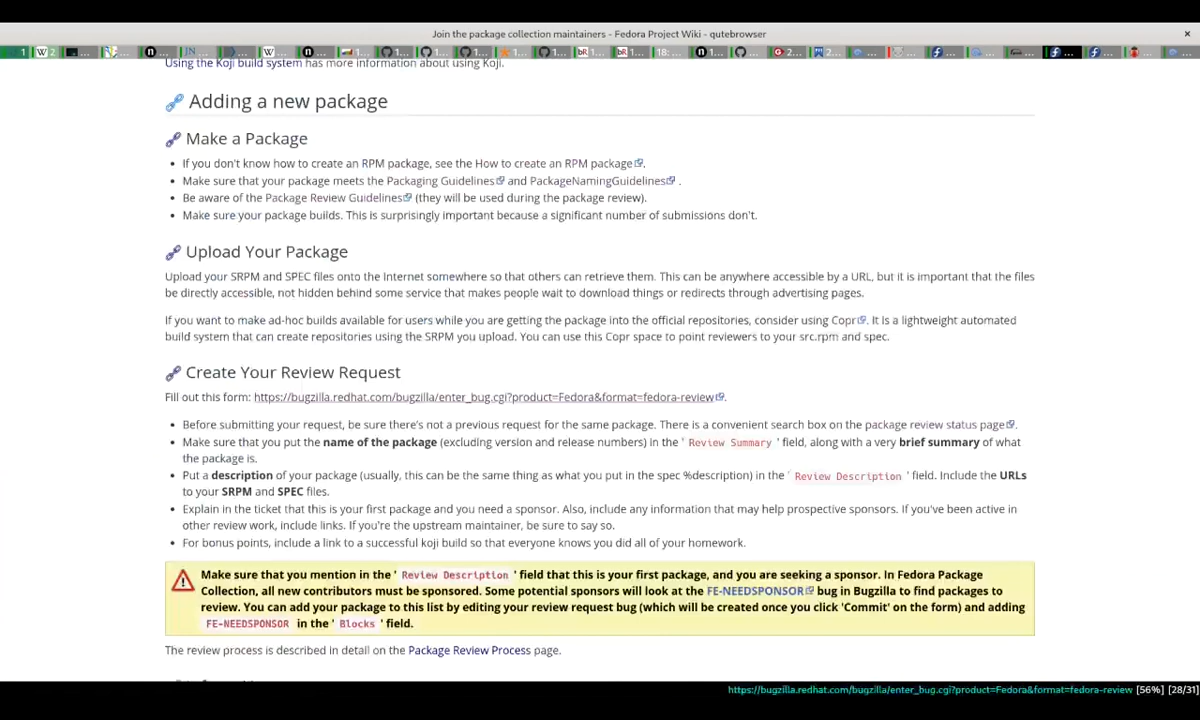 Join the package collection maintainers - Fedora Project Wiki - qutebrowser
Using the Koji build system has more information about using Koji.
Adding a new package
Make a Package
If you don't know how to create an RPM package, see the How to create an RPM package.
Make sure that your package meets the Packaging Guidelines and PackageNamingGuidelines .
Be aware of the Package Review Guidelines (they will be used during the package review).
Make sure your package builds. This is surprisingly important because a significant number of submissions don't.
Upload Your Package
Upload your SRPM and SPEC files onto the Internet somewhere so that others can retrieve them. This can be anywhere accessible by a URL, but it is important that the files
be directly accessible, not hidden behind some service that makes people wait to download things or redirects through advertising pages.
If you want to make ad-hoc builds available for users while you are getting the package into the official repositories, consider using Copr. It is a lightweight automated
build system that can create repositories using the SRPM you upload. You can use this Copr space to point reviewers to your src.rpm and spec.
Create Your Review Request
Fill out this form: https://bugzilla.redhat.com/bugzilla/enter_bug.cgi?product=Fedora&format=fedora-review.
Before submitting your request, be sure there's not a previous request for the same package. There is a convenient search box on the package review status page.
Make sure that you put the name of the package (excluding version and release numbers) in the ' Review Summary ' field, along with a very brief summary of what
the package is.
Put a description of your package (usually, this can be the same thing as what you put in the spec %description) in the ' Review Description ' field. Include the URLs
to your SRPM and SPEC files.
Explain in the ticket that this is your first package and you need a sponsor. Also, include any information that may help prospective sponsors. If you've been active in
other review work, include links. If you're the upstream maintainer, be sure to say so.
For bonus points, include a link to a successful koji build so that everyone knows you did all of your homework.
Make sure that you mention in the ' Review Description ' field that this is your first package, and you are seeking a sponsor. In Fedora Package
Collection, all new contributors must be sponsored. Some potential sponsors will look at the FE-NEEDSPONSOR bug in Bugzilla to find packages to
review. You can add your package to this list by editing your review request bug (which will be created once you click 'Commit' on the form) and adding
FE-NEEDSPONSOR in the ' Blocks ' field.
The review process is described in detail on the Package Review Process page.
https://bugzilla.redhat.com/bugzilla/enter_bug.cgi?product=Fedora&format=fedora-review [56%] [28/31]